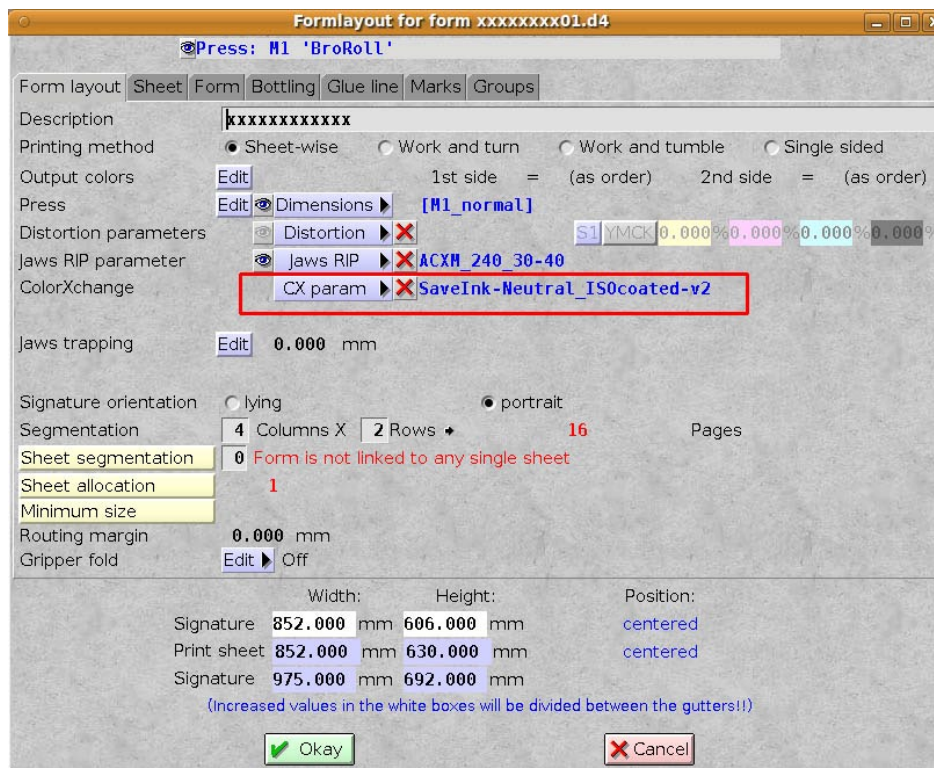 Formlayout for form xxxxxxxx01.d4
Press: M1 'BroRoll'
Form layout Sheet Form Bottling Glue line Marks Groups
Description xxxxxxxxxxxx
Printing method Sheet-wise Work and turn Work and tumble Single sided
Output colors Edit 1st side = (as order) 2nd side = (as order)
Press Edit Dimensions [M1_normal]
Distortion parameters Distortion S1 YMCK 0.000% 0.000% 0.000% 0.000%
Jaws RIP parameter Jaws RIP ACXM_240_30-40
ColorXchange CX param SaveInk-Neutral_ISOcoated-v2
Jaws trapping Edit 0.000 mm
Signature orientation lying portrait
Segmentation 4 Columns X 2 Rows 16 Pages
Sheet segmentation 0 Form is not linked to any single sheet
Sheet allocation 1
Minimum size
Routing margin 0.000 mm
Gripper fold Edit Off
Width: Height: Position:
Signature 852.000 mm 606.000 mm centered
Print sheet 852.000 mm 630.000 mm centered
Signature 975.000 mm 692.000 mm
(Increased values in the white boxes will be divided between the gutters!!)
Okay Cancel